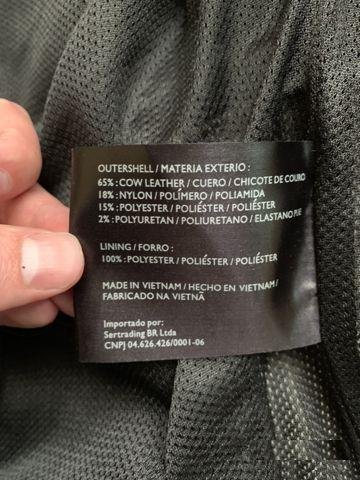 OUTERSHELL / MATERIA EXTERIO :
65% : COW LEATHER / CUERO / CHICOTE DE COURO
18% : NYLON / POLÍMERO / POLIAMIDA
15% : POLYESTER / POLIÉSTER / POLIÉSTER
2% : POLYURETAN / POLIURETANO / ELASTANO
LINING / FORRO :
100% : POLYESTER / POLIÉSTER / POLIÉSTER
MADE IN VIETNAM / HECHO EN VIETNAM /
FABRICADO NA VIETNÃ
Importado por:
Sertrading BR Ltda
CNPJ 04.626.426/0001-06